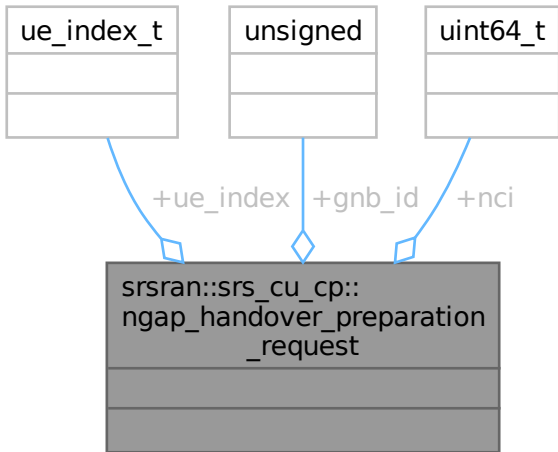 ue_index_t
unsigned
uint64_t
+ue_index
+gnb_id
+nci
srsran::srs_cu_cp::
ngap_handover_preparation
_request